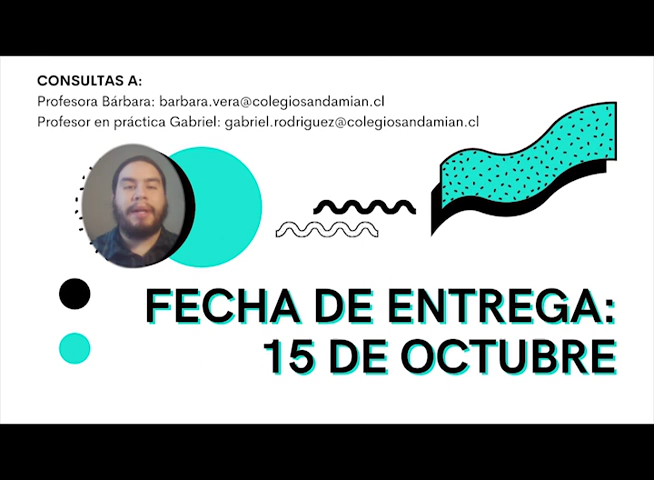 CONSULTAS A:
Profesora Bárbara: barbara.vera@colegiosandamian.cl
Profesor en práctica Gabriel: gabriel.rodriguez@colegiosandamian.cl
FECHA DE ENTREGA:
15 DE OCTUBRE